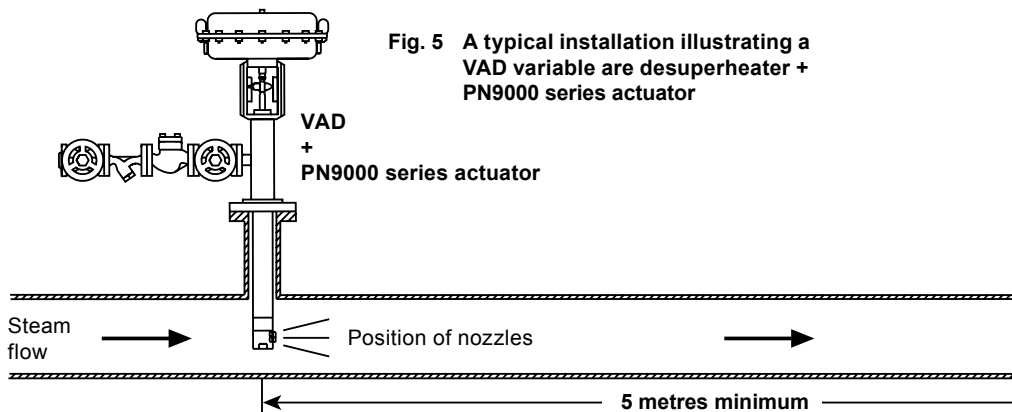 Fig. 5 A typical installation illustrating a
VAD variable are desuperheater +
PN9000 series actuator
VAD
+
PN9000 series actuator
Steam
flow
Position of nozzles
5 metres minimum